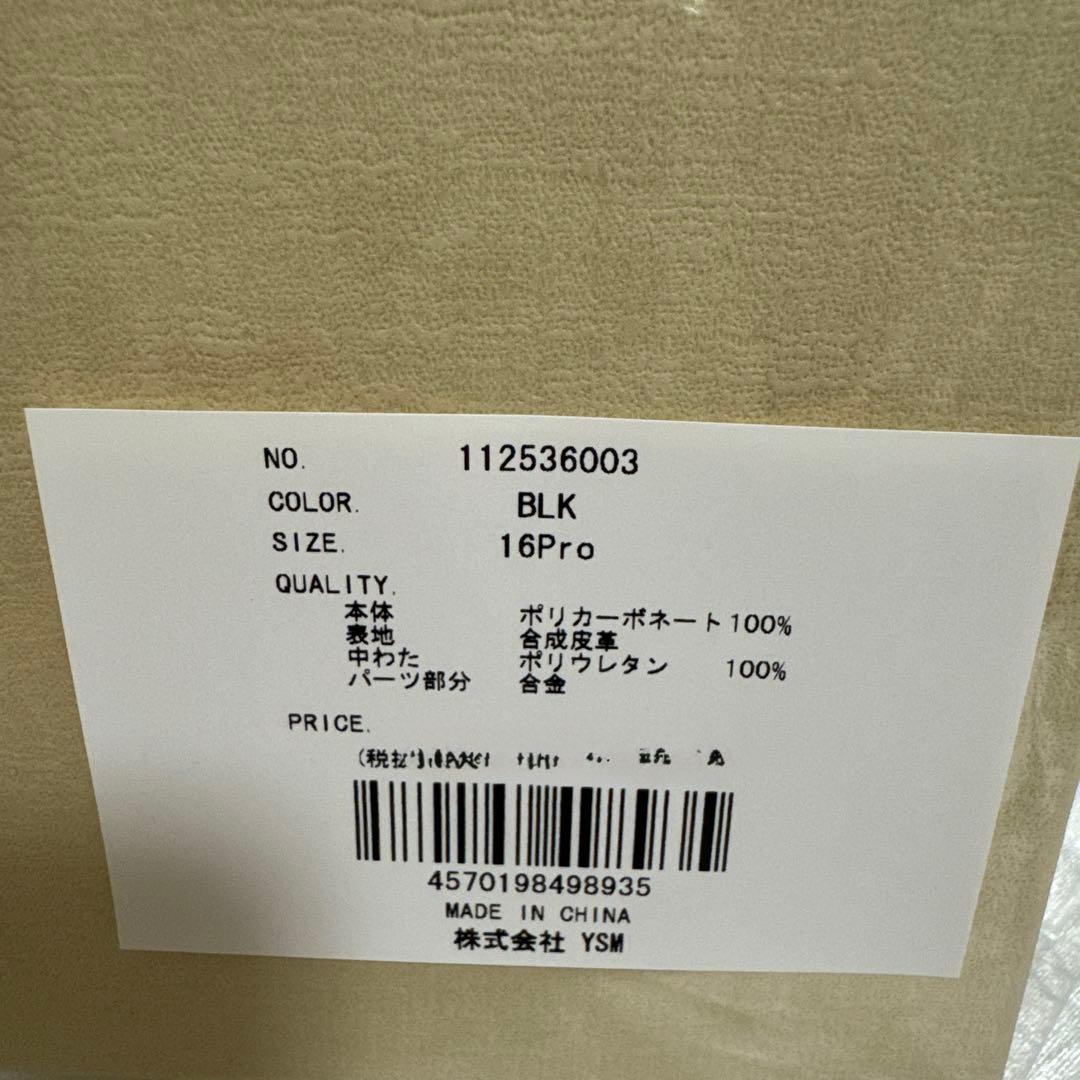 NO. 112536003
COLOR. BLK
SIZE. 16Pro
QUALITY.
本体 ポリカーボネート100%
表地 合成皮革
中わた ポリウレタン 100%
パーツ部分 合金
PRICE.
(税抜
4570198498935
MADE IN CHINA
株式会社 YSM